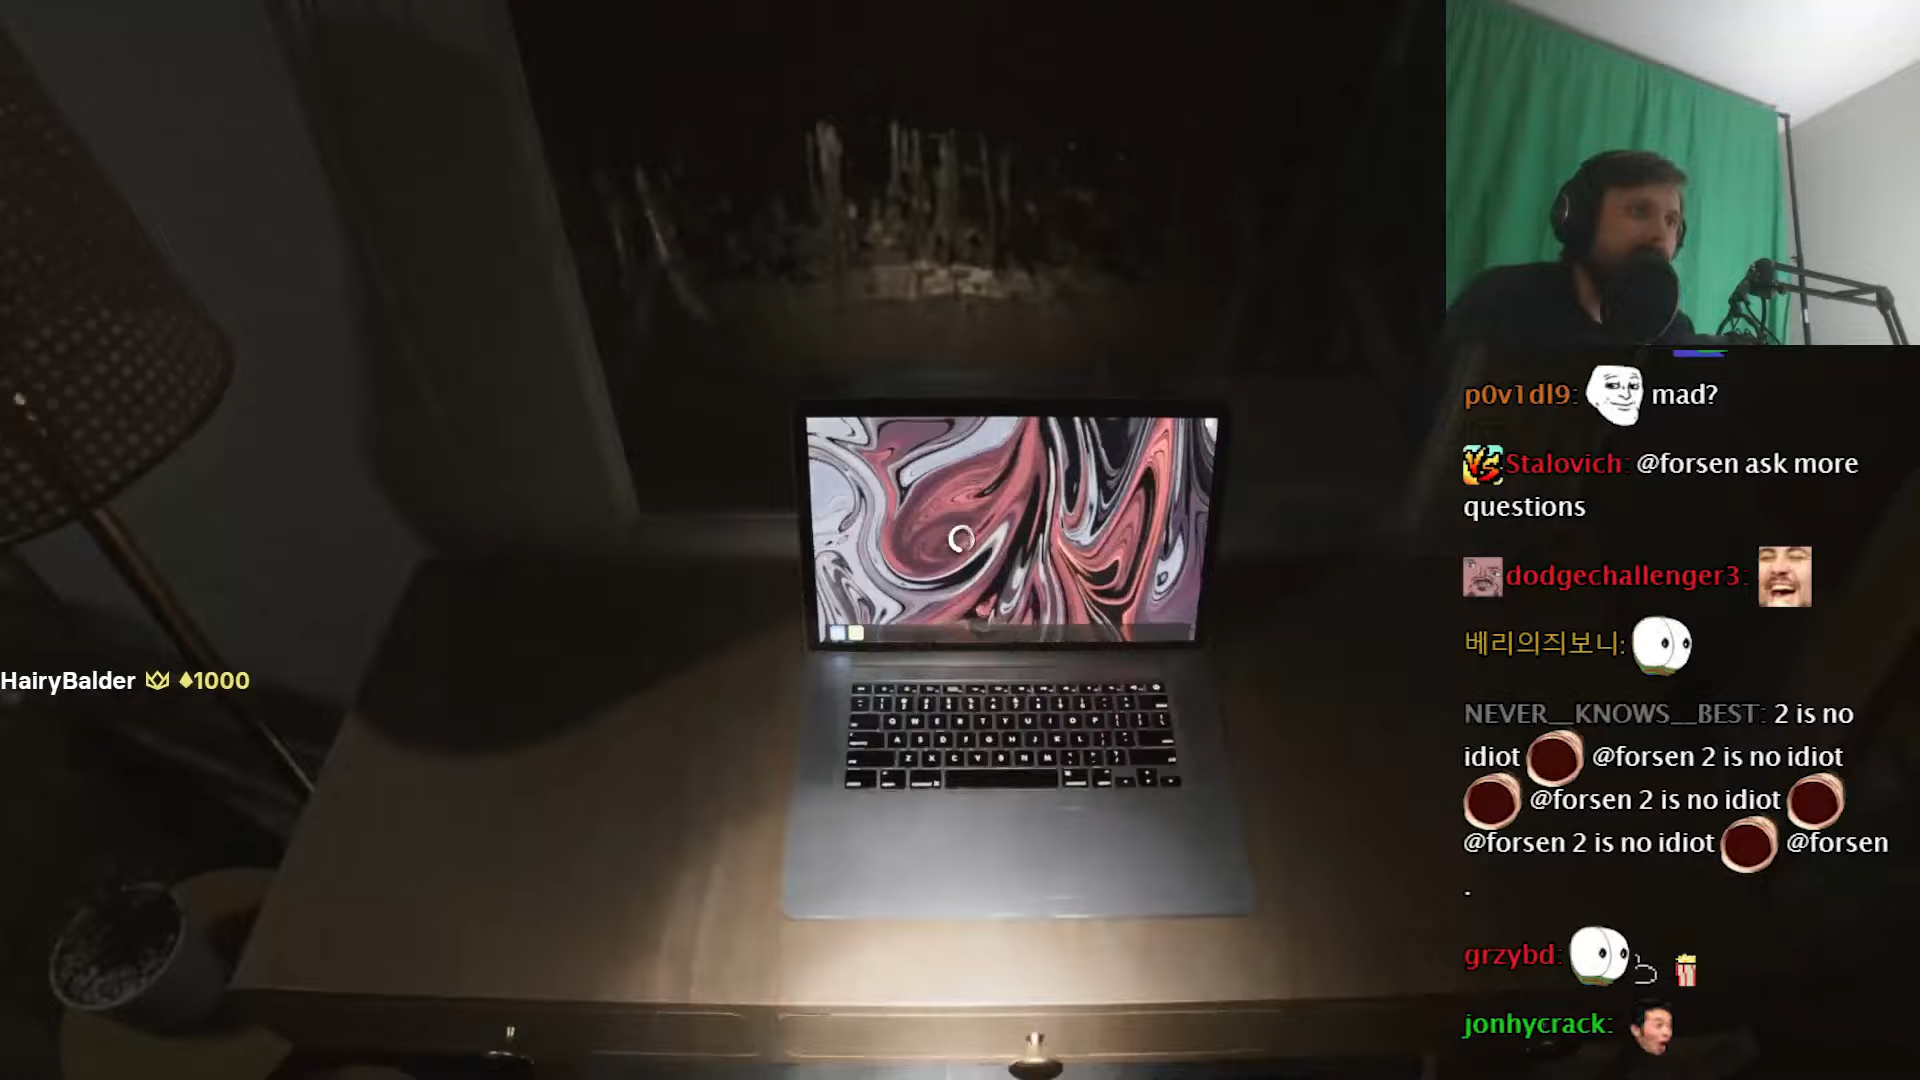 p0v1dl9: mad?
Stalovich: @forsen ask more
questions
dodgechallenger3:
베리의즤보니:
HairyBalder 1000
NEVER__KNOWS__BEST: 2 is no
idiot @forsen 2 is no idiot
@forsen 2 is no idiot
@forsen 2 is no idiot @forsen
.
grzybd:
jonhycrack:
Q W E R T Y U I O P
A S D F G H J K L
Z X C V B N M